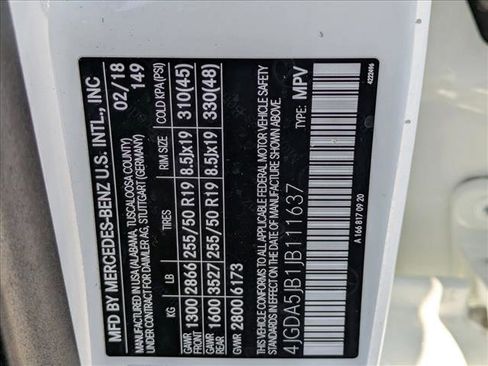 MFD BY MERCEDES-BENZ U.S. INTL., INC
MANUFACTURED IN USA (ALABAMA, TUSCALOOSA COUNTY)
UNDER CONTRACT FOR DAIMLER AG, STUTTGART (GERMANY)
02/18
149
KG LB TIRES RIM SIZE COLD KPA(PSI)
GAWR FRONT 1300 2866 255/50 R19 8.5Jx19 310(45)
GAWR REAR 1600 3527 255/50 R19 8.5Jx19 330(48)
GVWR 2800 6173
THIS VEHICLE CONFORMS TO ALL APPLICABLE FEDERAL MOTOR VEHICLE SAFETY
STANDARDS IN EFFECT ON THE DATE OF MANUFACTURE SHOWN ABOVE.
4JGDA5JB1JB111637
TYPE: MPV
A 166 817 09 20